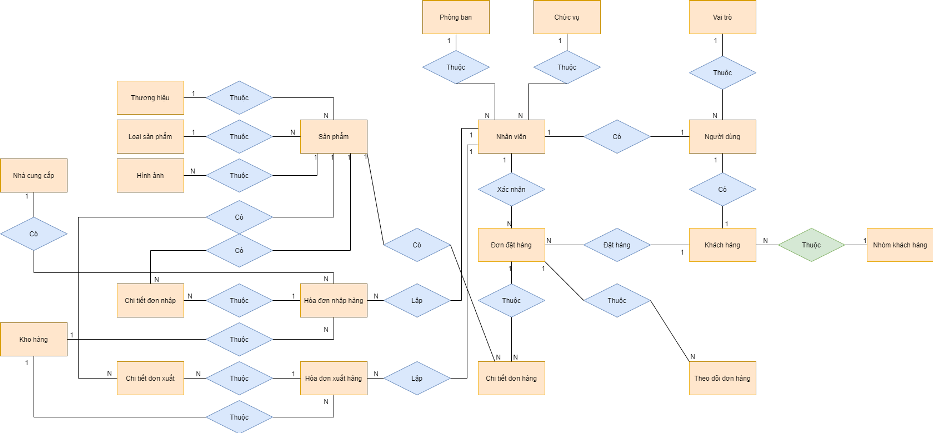 Phòng ban
Chức vụ
Vai trò
1
1
1
Thuộc
Thuộc
Thuộc
Thương hiệu
1
Thuộc
N
N
N
N
Loại sản phẩm
1
Thuộc
N
Sản phẩm
1
Nhân viên
1
Có
1
Người dùng
1
Hình ảnh
N
Thuộc
1
1
1
1
1
1
Nhà cung cấp
1
Xác nhận
Có
Có
N
1
Có
Có
Có
Đơn đặt hàng
N
Đặt hàng
1
Khách hàng
N
Thuộc
1
Nhóm khách hàng
N
N
1
1
Chi tiết đơn nhập
N
Thuộc
1
Hóa đơn nhập hàng
N
Lập
Thuộc
Thuộc
Kho hàng
1
Thuộc
N
1
N
N
N
N
Chi tiết đơn xuất
N
Thuộc
1
Hóa đơn xuất hàng
N
Lập
Chi tiết đơn hàng
Theo dõi đơn hàng
N
Thuộc